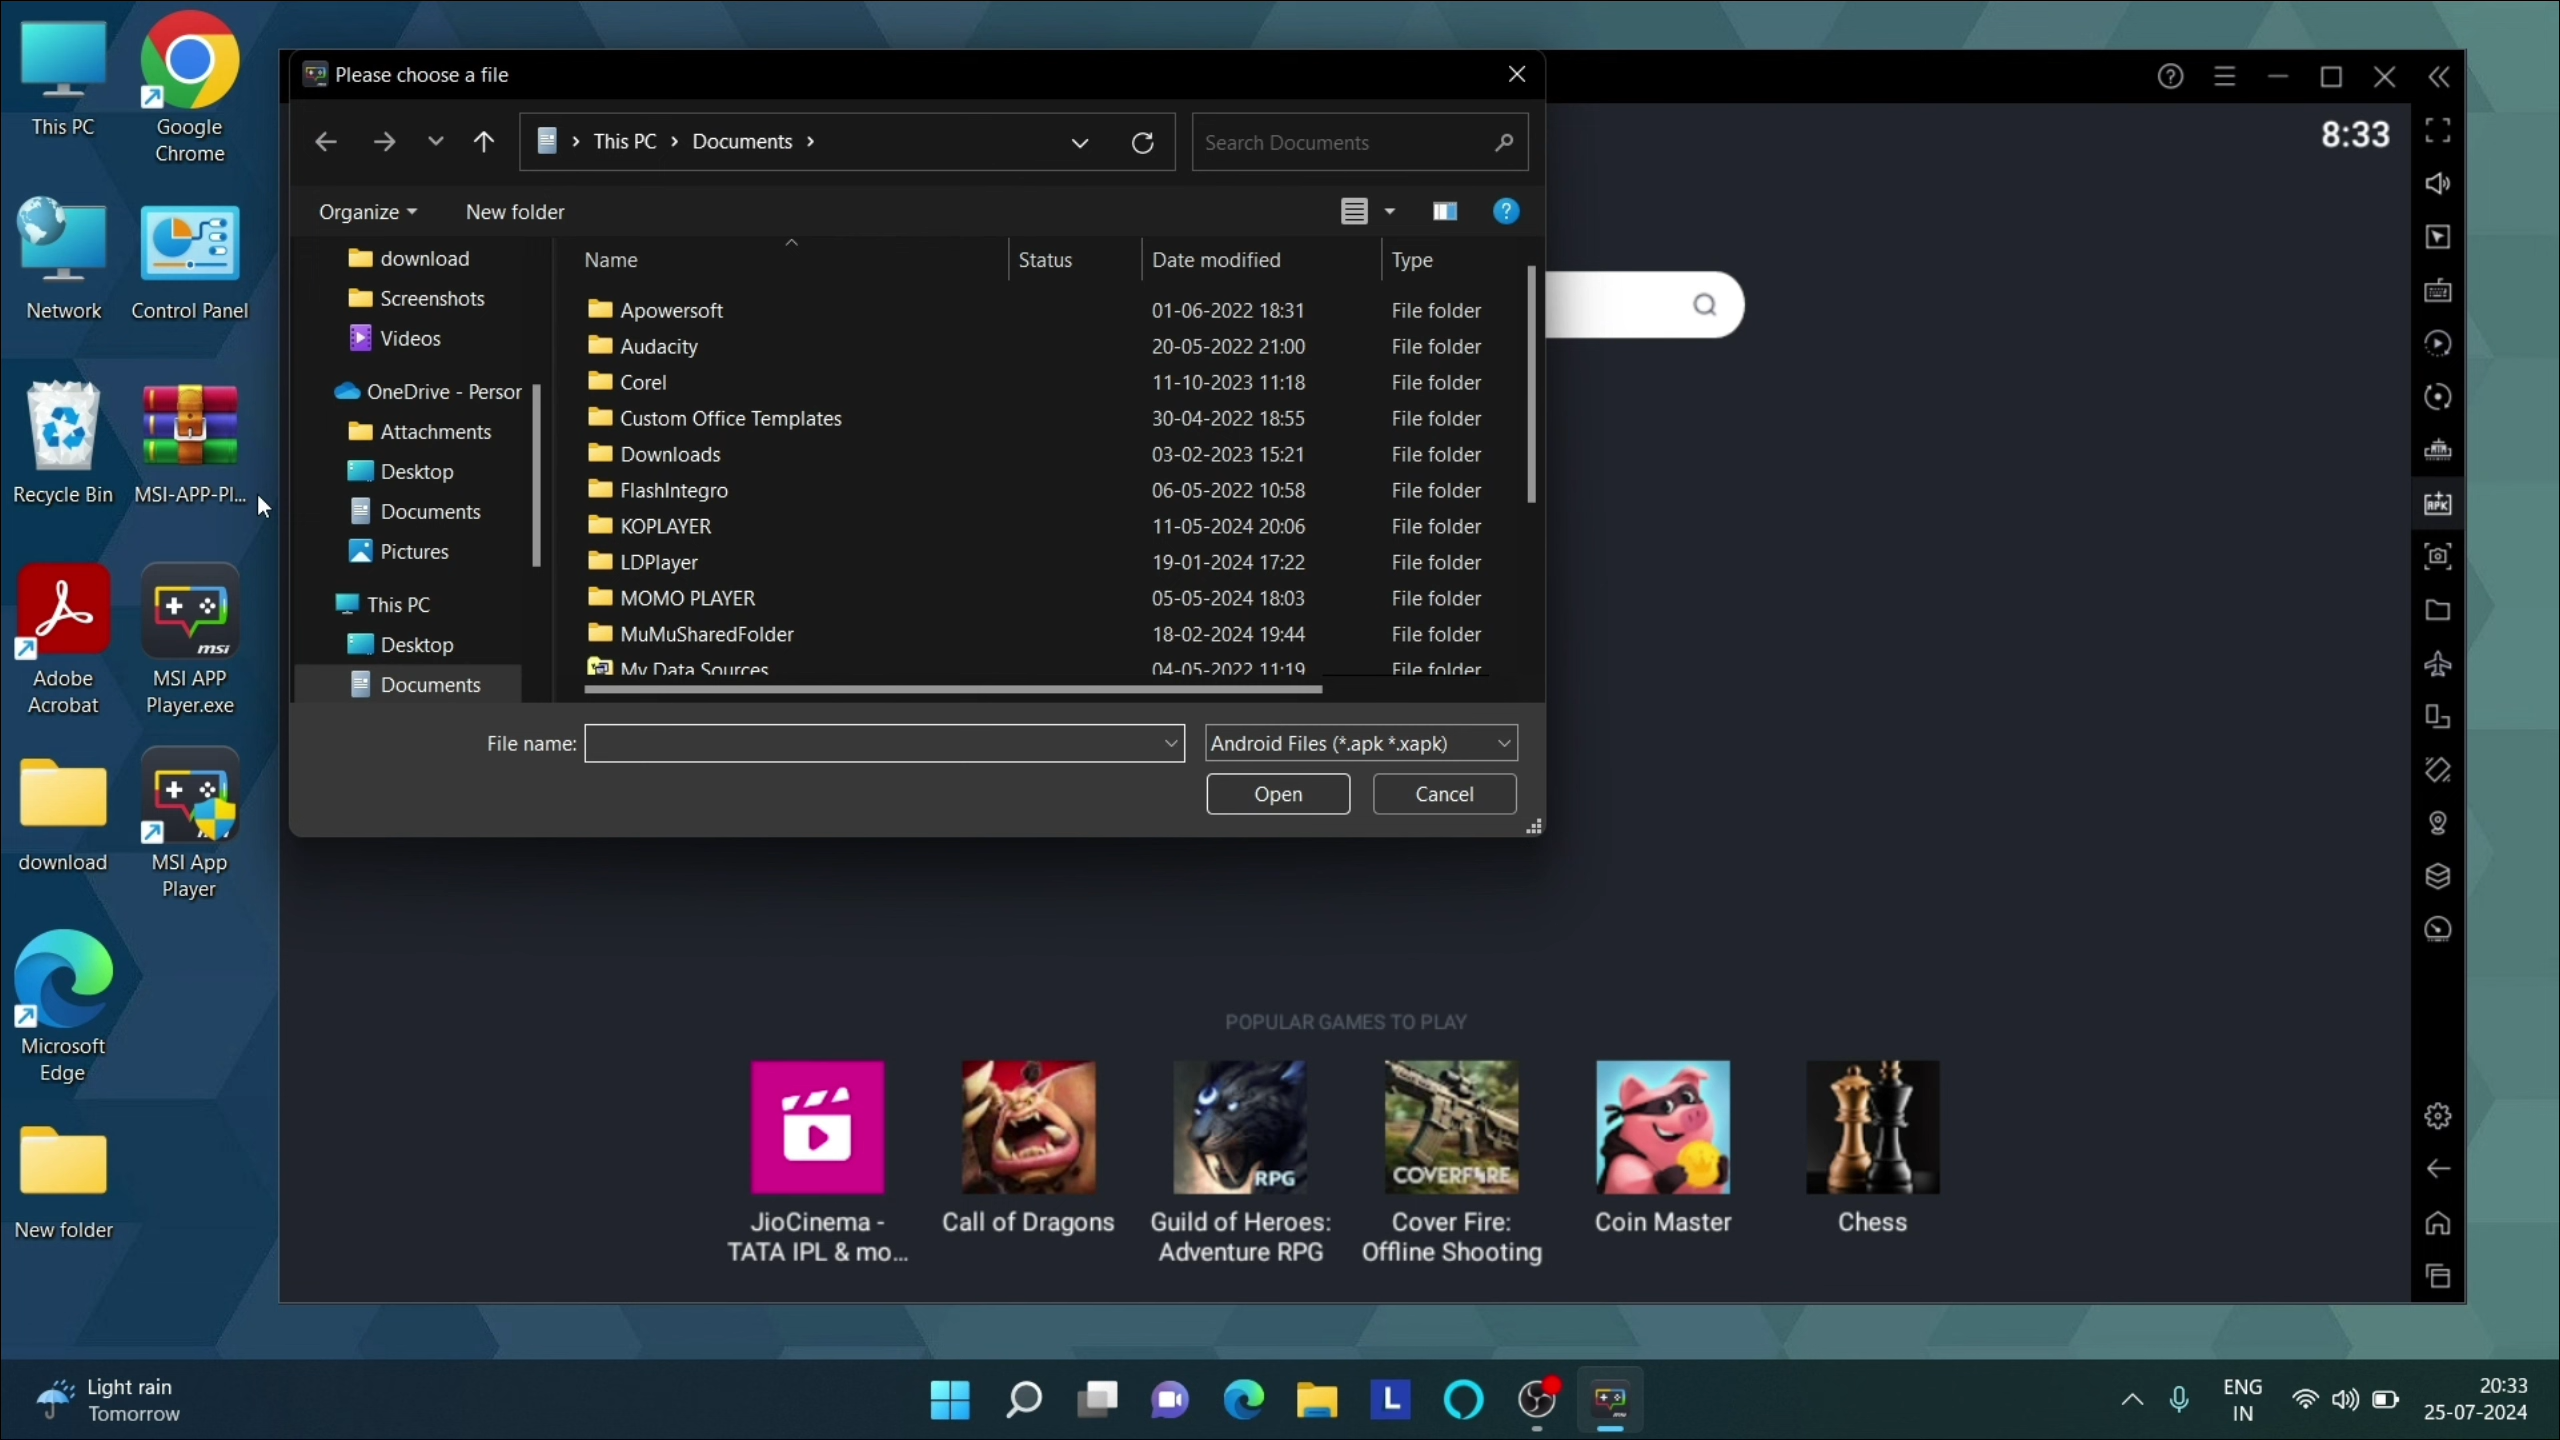 This PC
Google
Chrome
Network
Control Panel
Recycle Bin
MSI-APP-Pl...
Adobe
Acrobat
msi
MSI APP
Player.exe
download
MSI App
Player
Microsoft
Edge
New folder
Please choose a file
This PC
Documents
Search Documents
Organize
New folder
download
Screenshots
Videos
OneDrive - Person
Attachments
Desktop
Documents
Pictures
This PC
Desktop
Documents
Name Status Date modified Type
Apowersoft 01-06-2022 18:31 File folder
Audacity 20-05-2022 21:00 File folder
Corel 11-10-2023 11:18 File folder
Custom Office Templates 30-04-2022 18:55 File folder
Downloads 03-02-2023 15:21 File folder
FlashIntegro 06-05-2022 10:58 File folder
KOPLAYER 11-05-2024 20:06 File folder
LDPlayer 19-01-2024 17:22 File folder
MOMO PLAYER 05-05-2024 18:03 File folder
MuMuSharedFolder 18-02-2024 19:44 File folder
My Data Sources 04-05-2022 11:19 File folder
File name:
Android Files (*.apk *.xapk)
Open
Cancel
8:33
APK
POPULAR GAMES TO PLAY
RPG
COVERFIRE
JioCinema -
TATA IPL & mo...
Call of Dragons
Guild of Heroes:
Adventure RPG
Cover Fire:
Offline Shooting
Coin Master
Chess
Light rain
Tomorrow
L
ENG
IN
20:33
25-07-2024